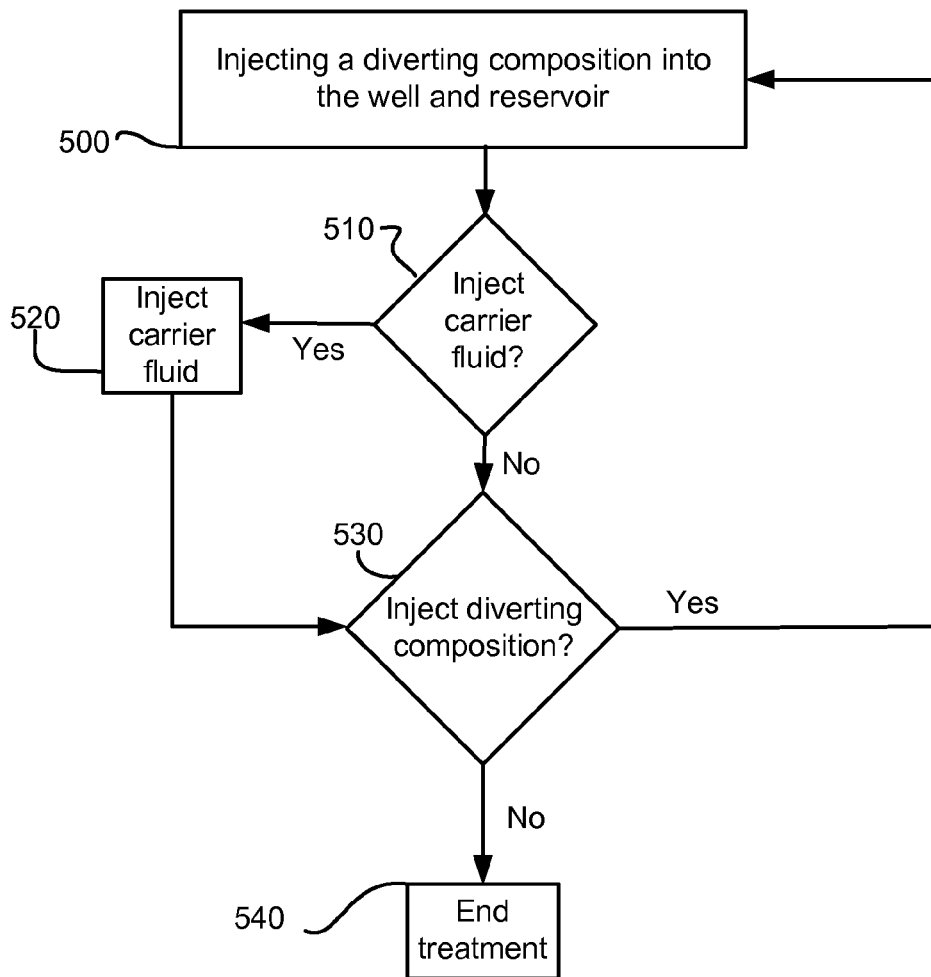 Injecting a diverting composition into
the well and reservoir
500
510
Inject
carrier
fluid?
520
Inject
carrier
fluid
Yes
No
530
Inject diverting
composition?
Yes
No
540
End
treatment